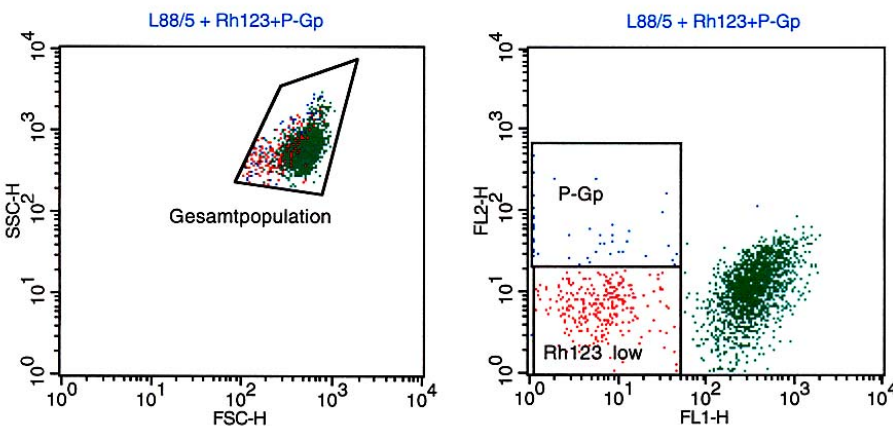 L88/5 + Rh123+P-Gp
SSC-H
10^4
10^3
10^2
10^1
10^0
Gesamtpopulation
10^0 10^1 10^2 10^3 10^4
FSC-H
L88/5 + Rh123+P-Gp
FL2-H
10^4
10^3
10^2
10^1
10^0
P-Gp
Rh123 low
10^0 10^1 10^2 10^3 10^4
FL1-H